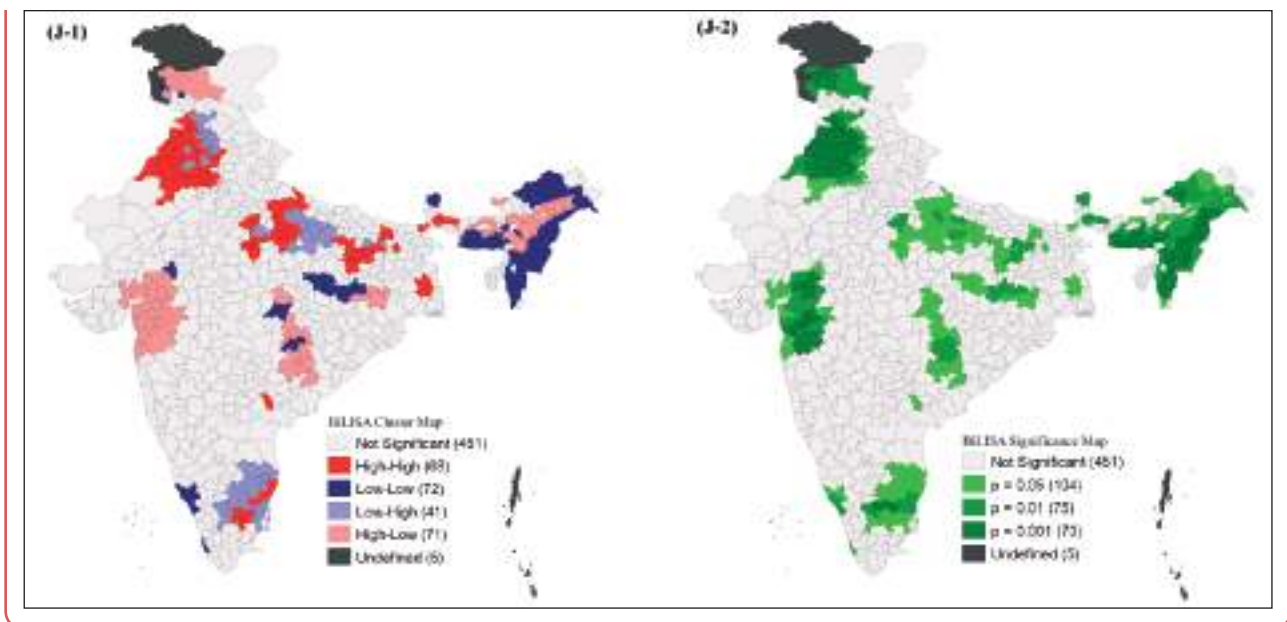 (J-1)
BiLISA Cluster Map
Not Significant (451)
High-High (68)
Low-Low (72)
Low-High (41)
High-Low (71)
Undefined (5)
(J-2)
BiLISA Significance Map
Not Significant (451)
p = 0.05 (104)
p = 0.01 (75)
p = 0.001 (73)
Undefined (5)